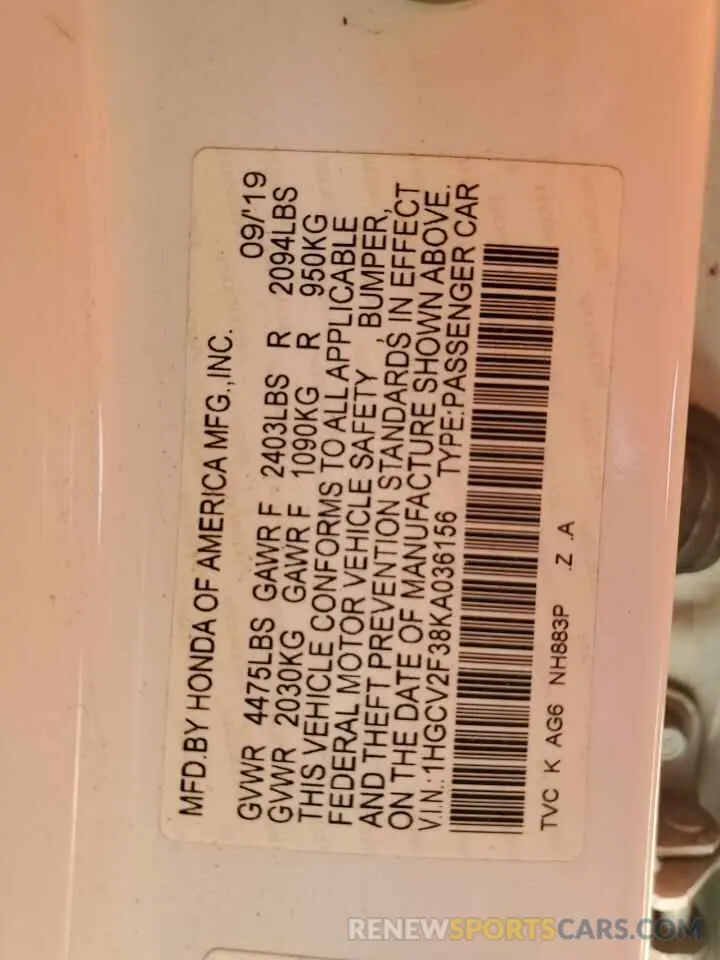 MFD.BY HONDA OF AMERICA MFG.,INC.
09/'19
GVWR 4475LBS GAWR F 2403LBS R 2094LBS
GVWR 2030KG GAWR F 1090KG R 950KG
THIS VEHICLE CONFORMS TO ALL APPLICABLE
FEDERAL MOTOR VEHICLE SAFETY , BUMPER,
AND THEFT PREVENTION STANDARDS IN EFFECT
ON THE DATE OF MANUFACTURE SHOWN ABOVE.
V.I.N.:1HGCV2F38KA036156 TYPE:PASSENGER CAR
TVC K AG6 NH883P .Z .A
RENEWSPORTSCARS.COM